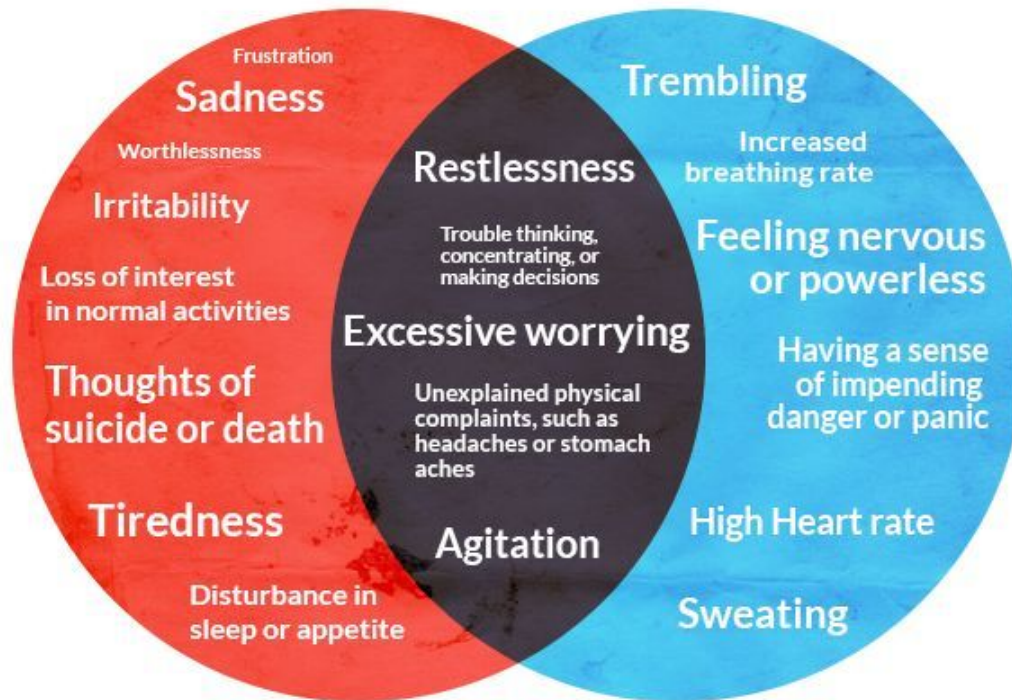 Frustration
Sadness
Worthlessness
Irritability
Loss of interest
in normal activities
Thoughts of
suicide or death
Tiredness
Disturbance in
sleep or appetite
Restlessness
Trouble thinking,
concentrating, or
making decisions
Excessive worrying
Unexplained physical
complaints, such as
headaches or stomach
aches
Agitation
Trembling
Increased
breathing rate
Feeling nervous
or powerless
Having a sense
of impending
danger or panic
High Heart rate
Sweating